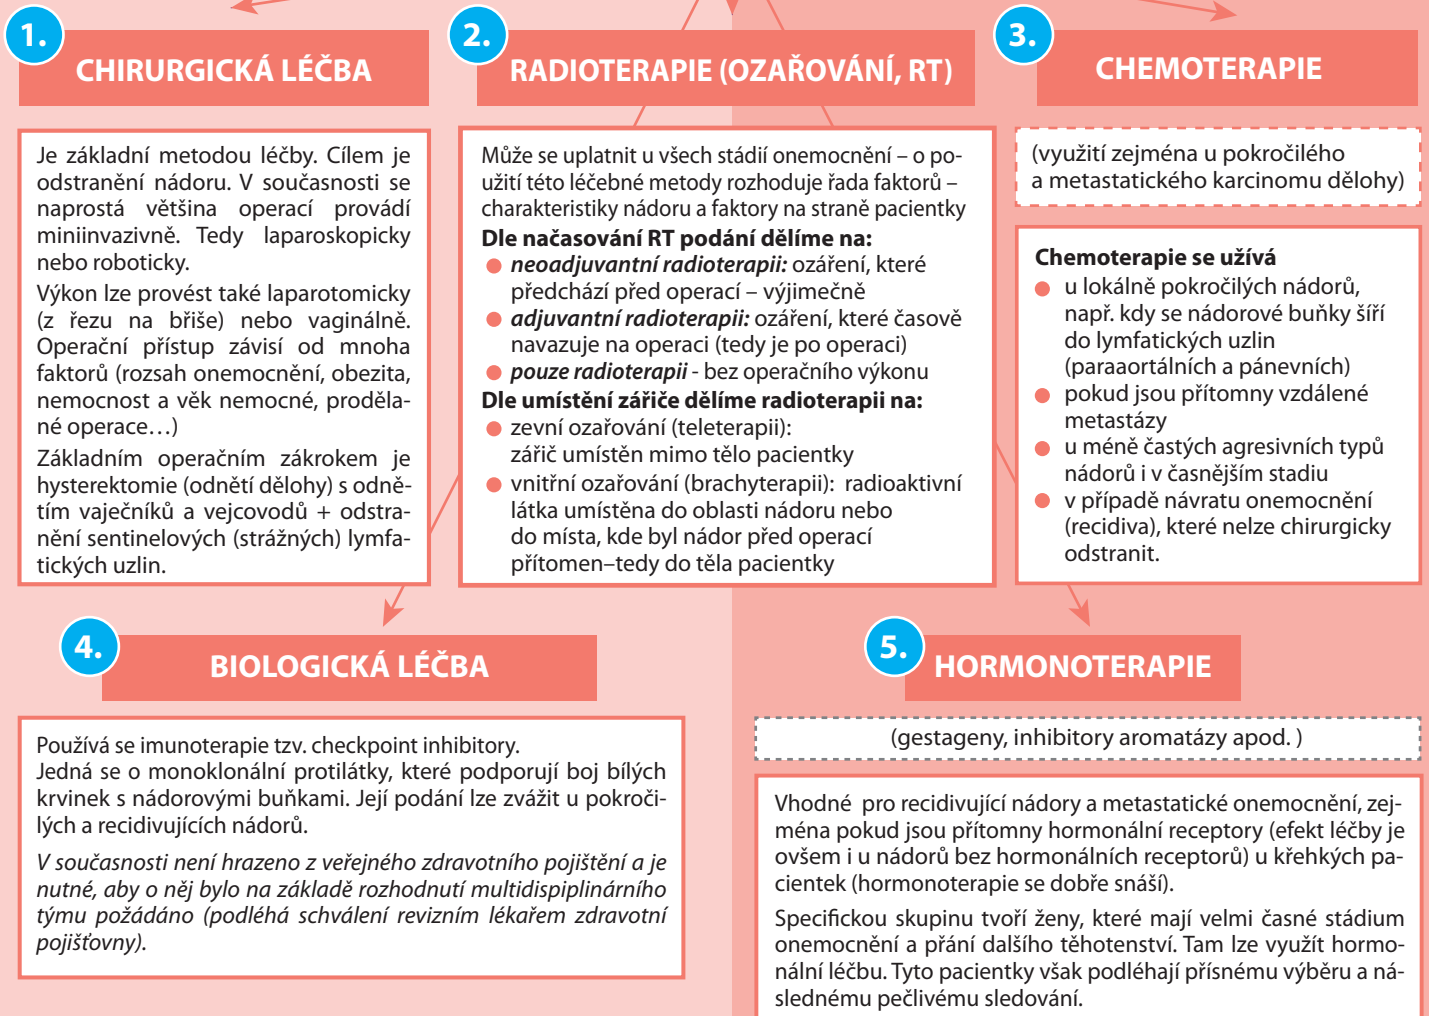 1.
CHIRURGICKÁ LÉČBA
Je základní metodou léčby. Cílem je
odstranění nádoru. V současnosti se
naprostá většina operací provádí
miniinvazivně. Tedy laparoskopicky
nebo roboticky.
Výkon lze provést také laparotomicky
(z řezu na břiše) nebo vaginálně.
Operační přístup závisí od mnoha
faktorů (rozsah onemocnění, obezita,
nemocnost a věk nemocné, proděla-
né operace…)
Základním operačním zákrokem je
hysterektomie (odnětí dělohy) s odně-
tím vaječníků a vejcovodů + odstra-
nění sentinelových (strážných) lymfa-
tických uzlin.
2.
RADIOTERAPIE (OZAŘOVÁNÍ, RT)
Může se uplatnit u všech stádií onemocnění – o po-
užití této léčebné metody rozhoduje řada faktorů –
charakteristiky nádoru a faktory na straně pacientky
Dle načasování RT podání dělíme na:
● neoadjuvantní radioterapii: ozáření, které
předchází před operací – výjimečně
● adjuvantní radioterapii: ozáření, které časově
navazuje na operaci (tedy je po operaci)
● pouze radioterapii - bez operačního výkonu
Dle umístění zářiče dělíme radioterapii na:
● zevní ozařování (teleterapii):
zářič umístěn mimo tělo pacientky
● vnitřní ozařování (brachyterapii): radioaktivní
látka umístěna do oblasti nádoru nebo
do místa, kde byl nádor před operací
přítomen–tedy do těla pacientky
3.
CHEMOTERAPIE
(využití zejména u pokročilého
a metastatického karcinomu dělohy)
Chemoterapie se užívá
● u lokálně pokročilých nádorů,
např. kdy se nádorové buňky šíří
do lymfatických uzlin
(paraaortálních a pánevních)
● pokud jsou přítomny vzdálené
metastázy
● u méně častých agresivních typů
nádorů i v časnějším stadiu
● v případě návratu onemocnění
(recidiva), které nelze chirurgicky
odstranit.
4.
BIOLOGICKÁ LÉČBA
Používá se imunoterapie tzv. checkpoint inhibitory.
Jedná se o monoklonální protilátky, které podporují boj bílých
krvinek s nádorovými buňkami. Její podání lze zvážit u pokroči-
lých a recidivujících nádorů.
V současnosti není hrazeno z veřejného zdravotního pojištění a je
nutné, aby o něj bylo na základě rozhodnutí multidispiplinárního
týmu požádáno (podléhá schválení revizním lékařem zdravotní
pojišťovny).
5.
HORMONOTERAPIE
(gestageny, inhibitory aromatázy apod. )
Vhodné pro recidivující nádory a metastatické onemocnění, zej-
ména pokud jsou přítomny hormonální receptory (efekt léčby je
ovšem i u nádorů bez hormonálních receptorů) u křehkých pa-
cientek (hormonoterapie se dobře snáší).
Specifickou skupinu tvoří ženy, které mají velmi časné stádium
onemocnění a přání dalšího těhotenství. Tam lze využít hormo-
nální léčbu. Tyto pacientky však podléhají přísnému výběru a ná-
slednému pečlivému sledování.